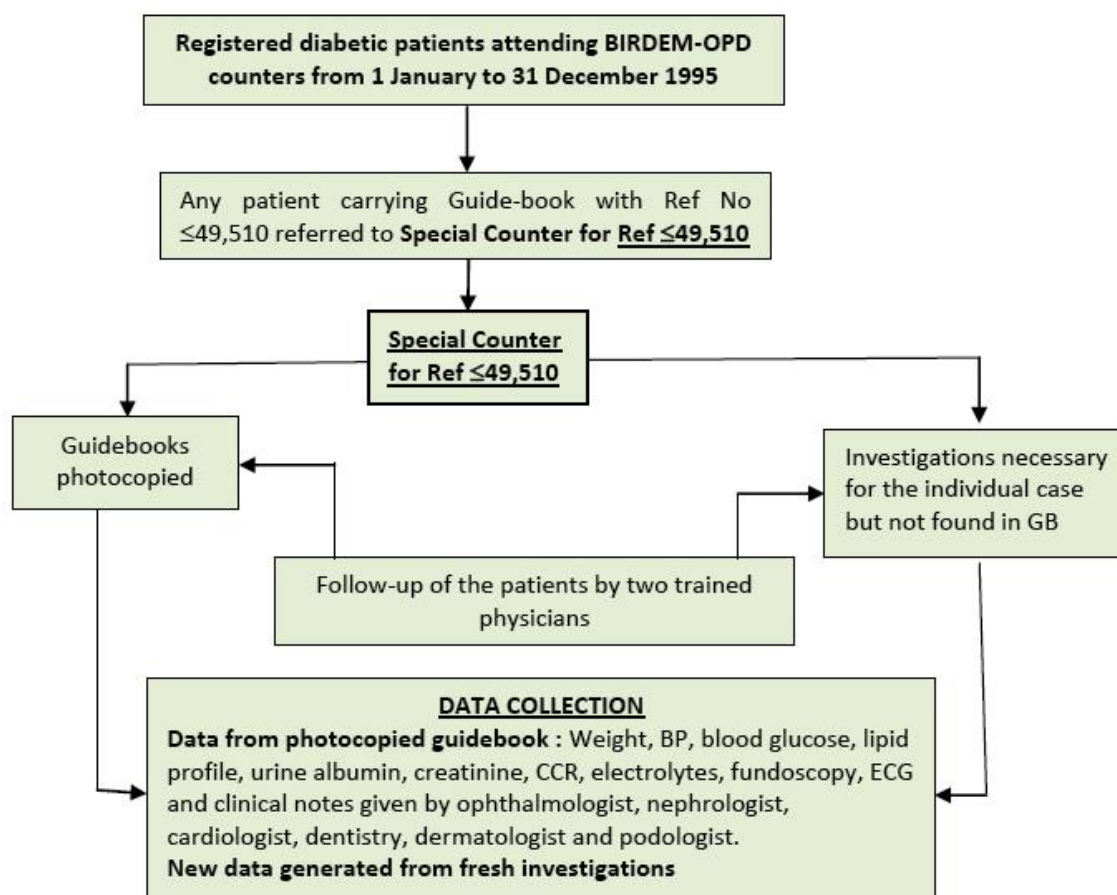 Registered diabetic patients attending BIRDEM-OPD
counters from 1 January to 31 December 1995
Any patient carrying Guide-book with Ref No
≤49,510 referred to Special Counter for Ref ≤49,510
Special Counter
for Ref ≤49,510
Guidebooks
photocopied
Investigations necessary
for the individual case
but not found in GB
Follow-up of the patients by two trained
physicians
DATA COLLECTION
Data from photocopied guidebook : Weight, BP, blood glucose, lipid
profile, urine albumin, creatinine, CCR, electrolytes, fundoscopy, ECG
and clinical notes given by ophthalmologist, nephrologist,
cardiologist, dentistry, dermatologist and podologist.
New data generated from fresh investigations